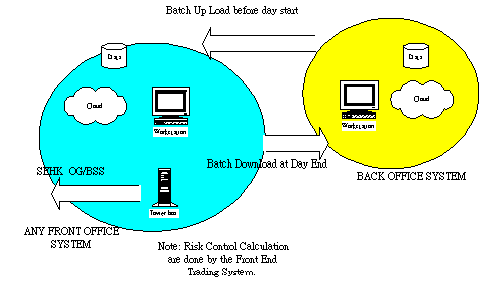 Batch Up Load before day start
Data
Data
Cloud
Cloud
Workstation
Workstation
SEHK OG/BSS
Batch Download at Day End
BACK OFFICE SYSTEM
Tower box
ANY FRONT OFFICE
SYSTEM
Note: Risk Control Calculation
are done by the Front End
Trading System.